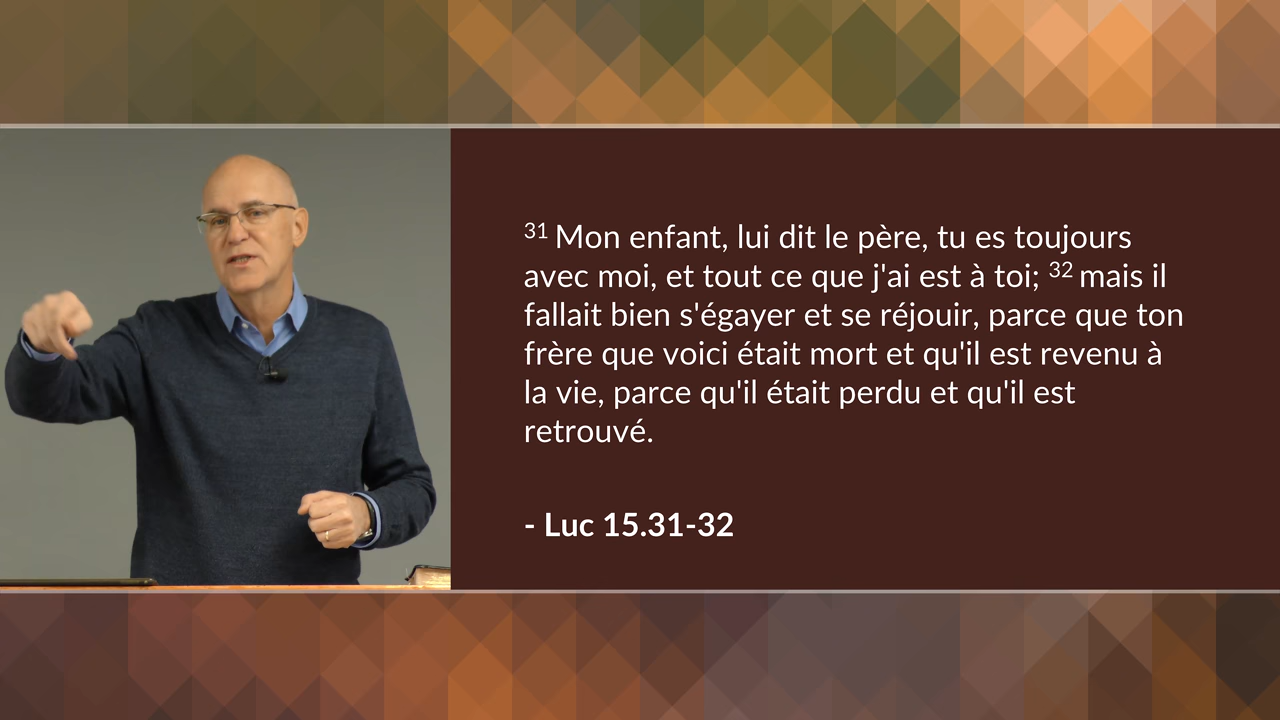 31 Mon enfant, lui dit le père, tu es toujours
avec moi, et tout ce que j'ai est à toi; 32 mais il
fallait bien s'égayer et se réjouir, parce que ton
frère que voici était mort et qu'il est revenu à
la vie, parce qu'il était perdu et qu'il est
retrouvé.
- Luc 15.31-32